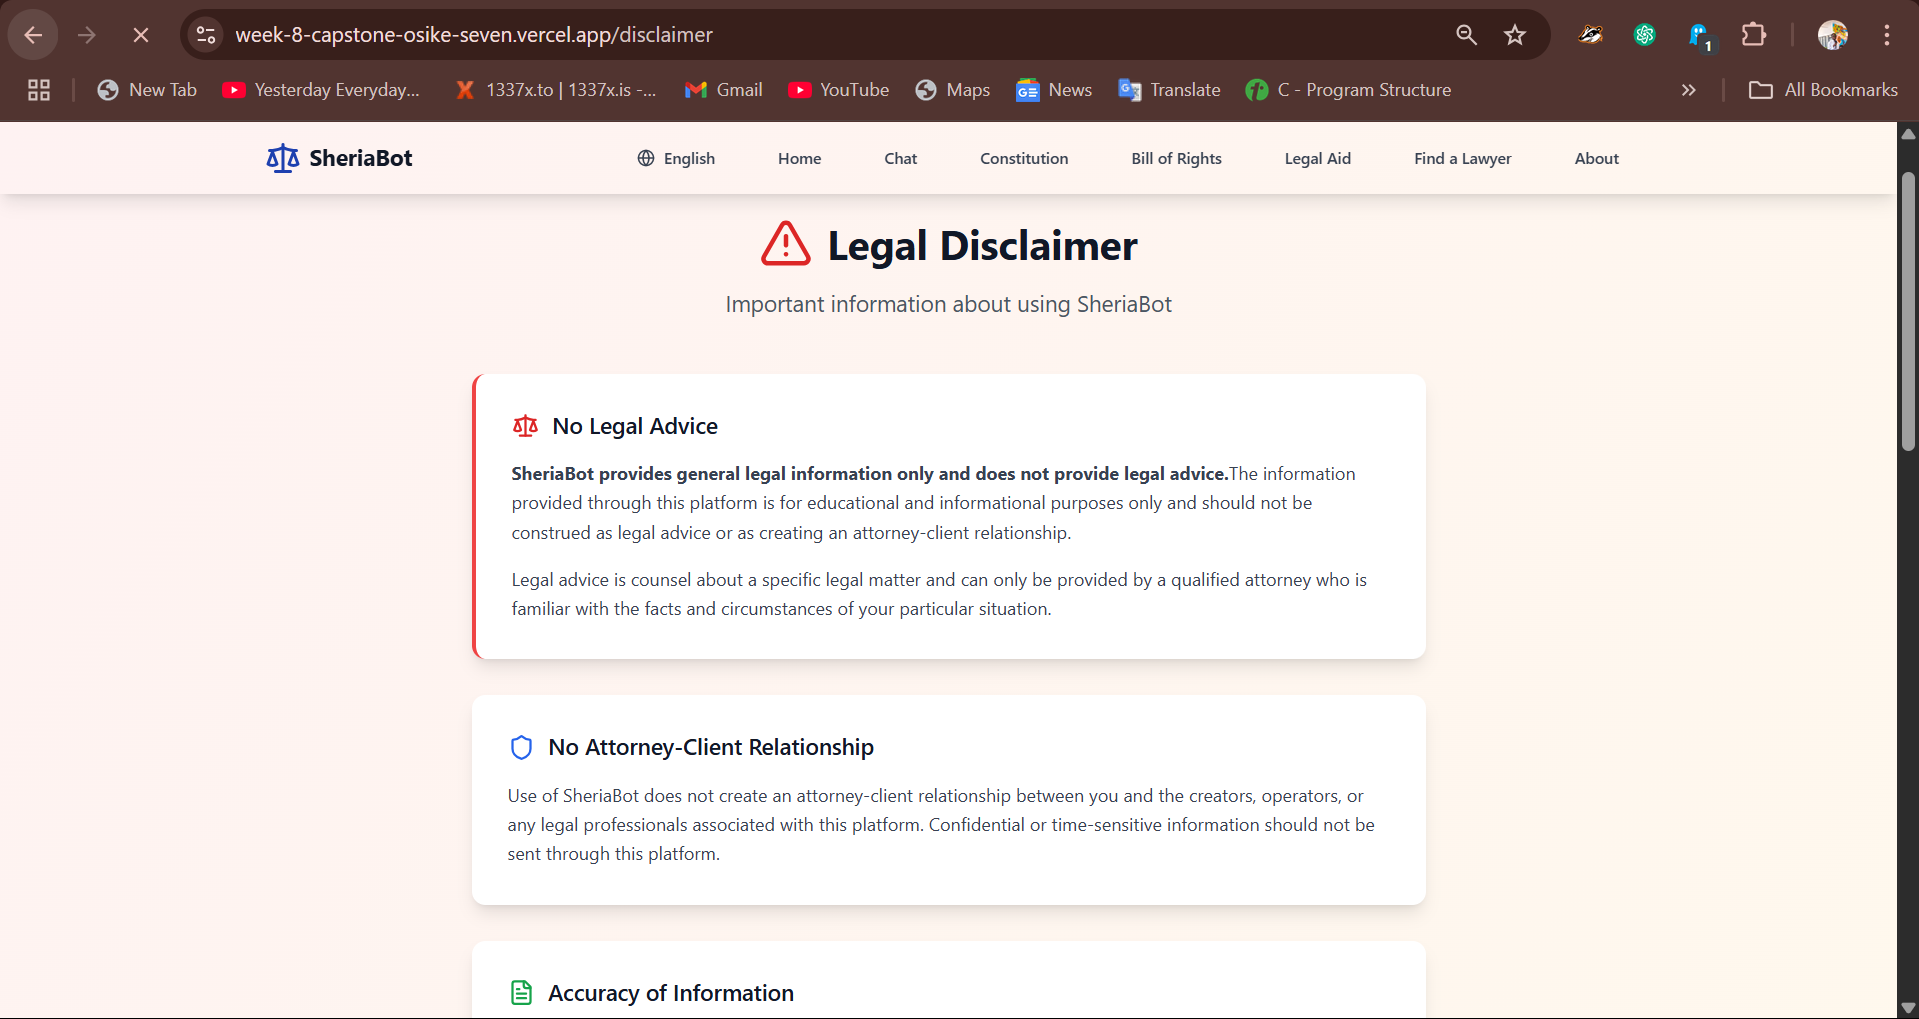 week-8-capstone-osike-seven.vercel.app/disclaimer
1
New Tab
Yesterday Everyday...
1337x.to | 1337x.is -...
Gmail
YouTube
Maps
News
Translate
C - Program Structure
All Bookmarks
SheriaBot
English
Home
Chat
Constitution
Bill of Rights
Legal Aid
Find a Lawyer
About
Legal Disclaimer
Important information about using SheriaBot
No Legal Advice
SheriaBot provides general legal information only and does not provide legal advice.The information
provided through this platform is for educational and informational purposes only and should not be
construed as legal advice or as creating an attorney-client relationship.
Legal advice is counsel about a specific legal matter and can only be provided by a qualified attorney who is
familiar with the facts and circumstances of your particular situation.
No Attorney-Client Relationship
Use of SheriaBot does not create an attorney-client relationship between you and the creators, operators, or
any legal professionals associated with this platform. Confidential or time-sensitive information should not be
sent through this platform.
Accuracy of Information